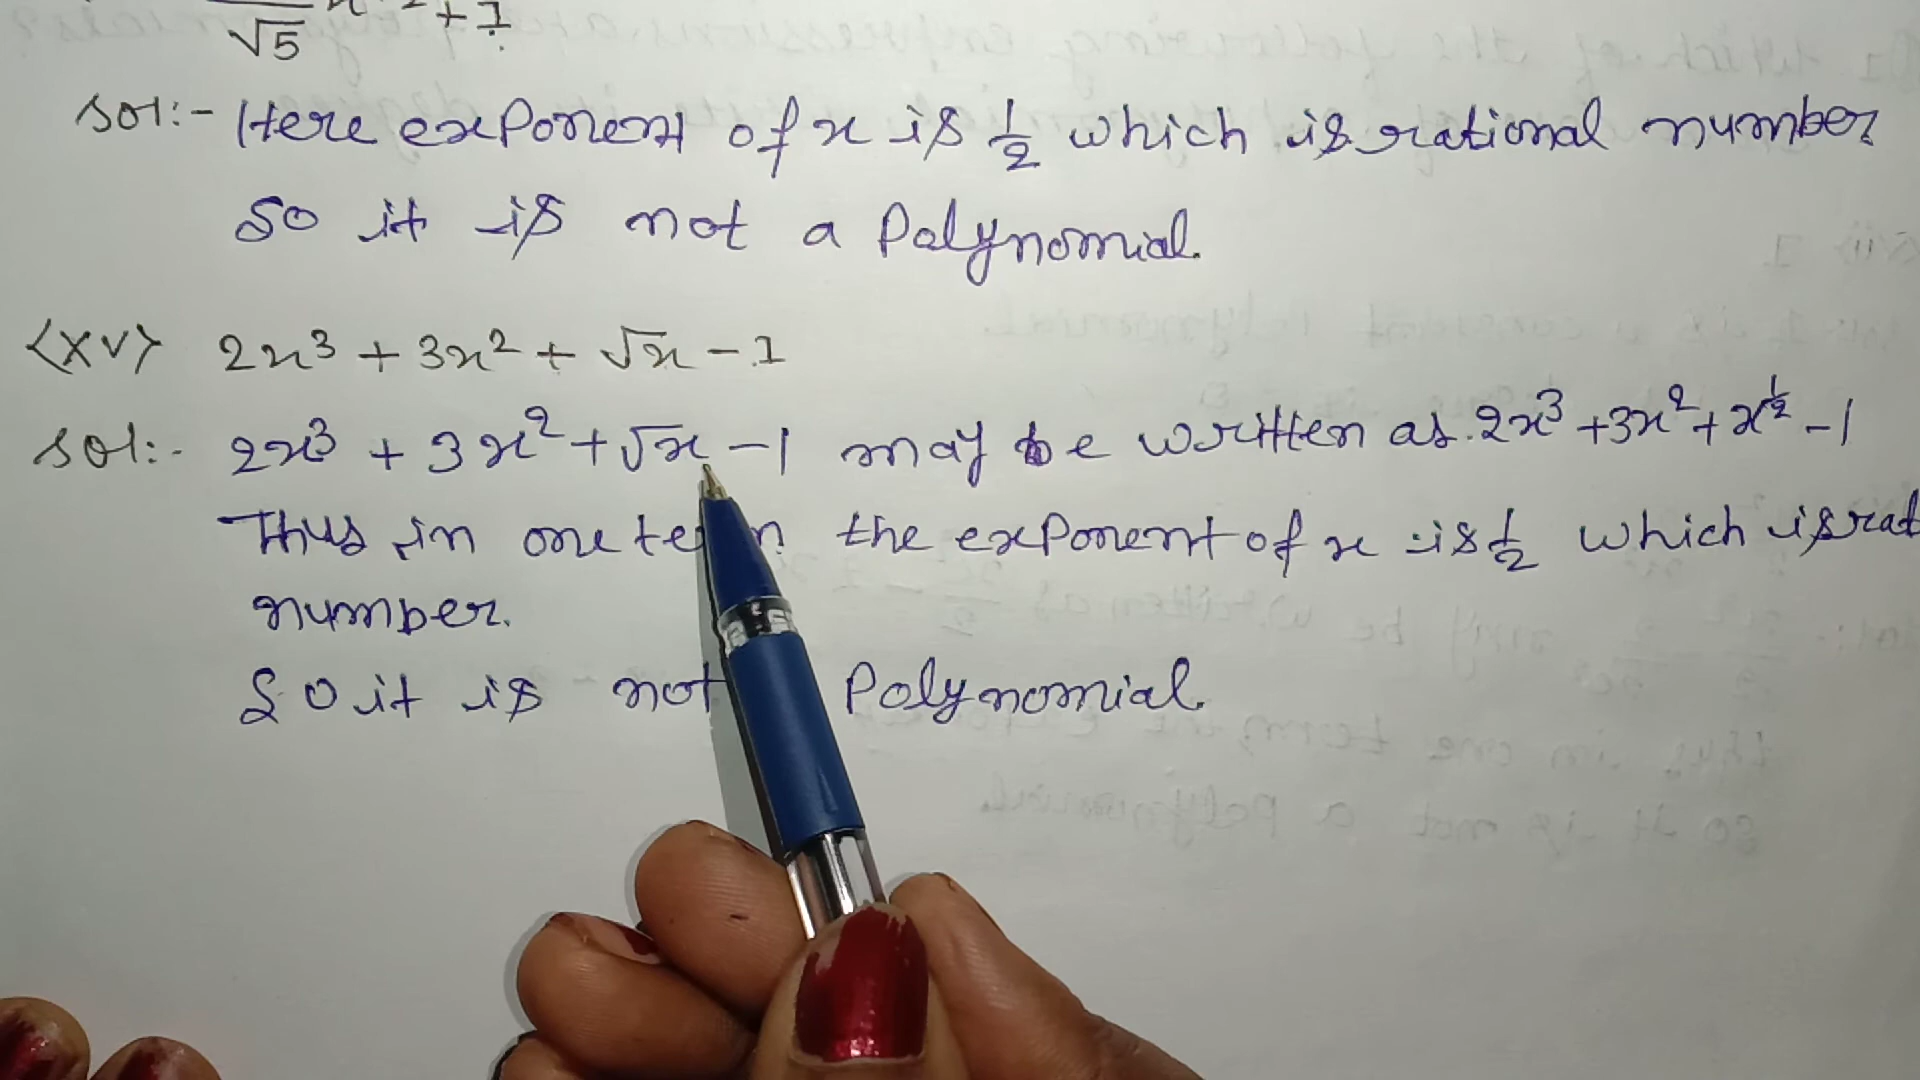 √5 x +1
Sol:- Here exponent of x is 1/2 which is rational number
So it is not a Polynomial.
<xv> 2x³ + 3x² + √x - 1
Sol:- 2x³ + 3x² + √x - 1 may be written as 2x³ + 3x² + x^1/2 - 1
Thus in one the exponent of x is 1/2 which is rat
number.
So it is not Polynomial.